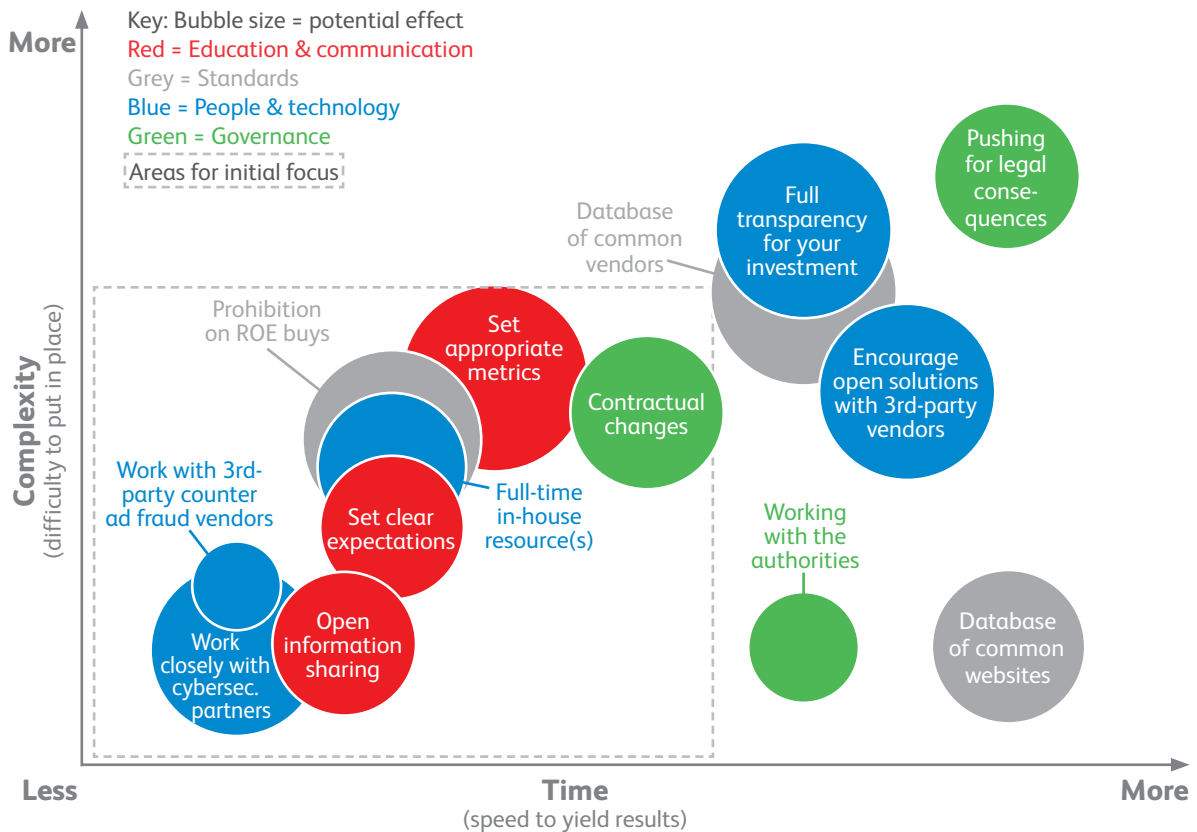 Key: Bubble size = potential effect
Red = Education & communication
Grey = Standards
Blue = People & technology
Green = Governance
Areas for initial focus
More
Complexity
(difficulty to put in place)
Pushing
for legal
conse-
quences
Full
transparency
for your
investment
Database
of common
vendors
Encourage
open solutions
with 3rd-party
vendors
Prohibition
on ROE buys
Set
appropriate
metrics
Contractual
changes
Work with 3rd-
party counter
ad fraud vendors
Full-time
in-house
resource(s)
Set clear
expectations
Working
with the
authorities
Work
closely with
cybersec.
partners
Open
information
sharing
Database
of common
websites
Less
Time
(speed to yield results)
More